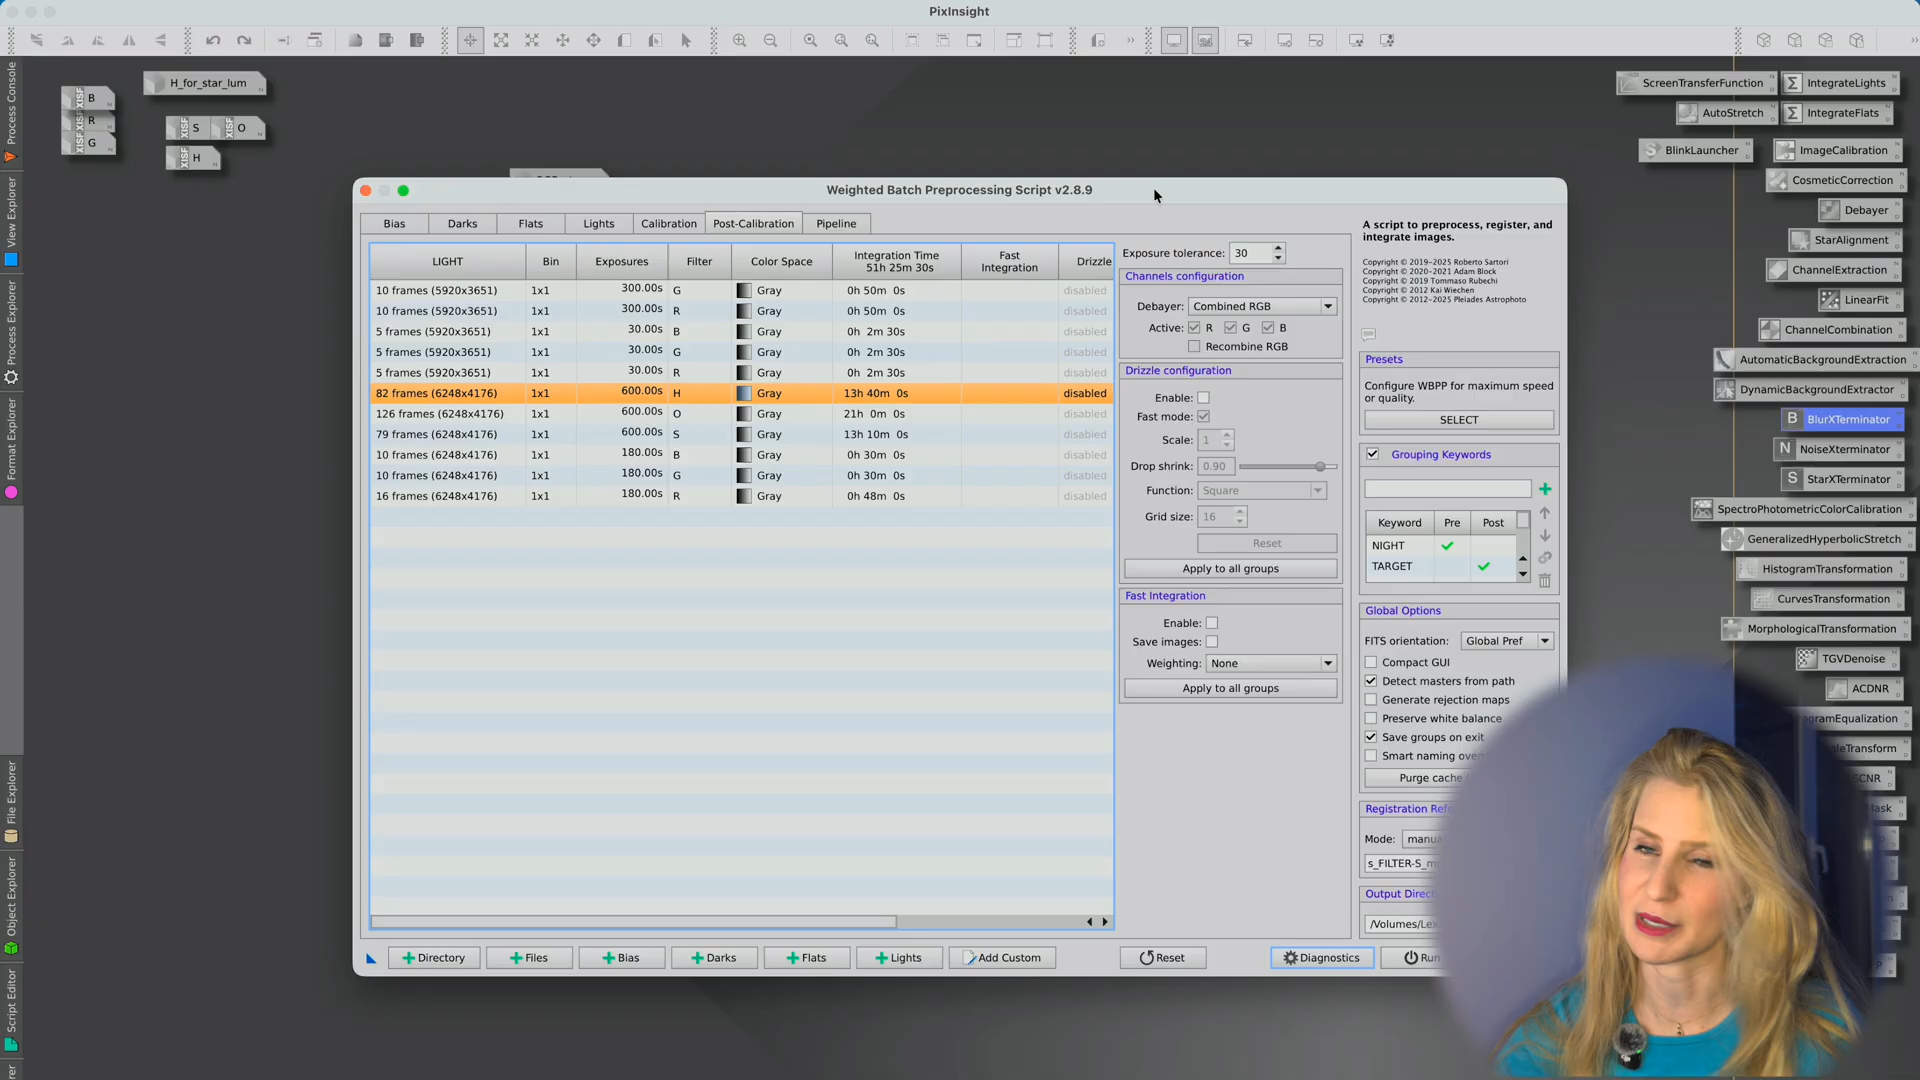 PixInsight
Process Console
View Explorer
Process Explorer
Format Explorer
File Explorer
Object Explorer
Script Editor
B
R
G
H_for_star_lum
S
O
H
Weighted Batch Preprocessing Script v2.8.9
Bias Darks Flats Lights Calibration Post-Calibration Pipeline
LIGHT Bin Exposures Filter Color Space Integration Time 51h 25m 30s Fast Integration Drizzle
10 frames (5920x3651) 1x1 300.00s G Gray 0h 50m 0s disabled
10 frames (5920x3651) 1x1 300.00s R Gray 0h 50m 0s disabled
5 frames (5920x3651) 1x1 30.00s B Gray 0h 2m 30s disabled
5 frames (5920x3651) 1x1 30.00s G Gray 0h 2m 30s disabled
5 frames (5920x3651) 1x1 30.00s R Gray 0h 2m 30s disabled
82 frames (6248x4176) 1x1 600.00s H Gray 13h 40m 0s disabled
126 frames (6248x4176) 1x1 600.00s O Gray 21h 0m 0s disabled
79 frames (6248x4176) 1x1 600.00s S Gray 13h 10m 0s disabled
10 frames (6248x4176) 1x1 180.00s B Gray 0h 30m 0s disabled
10 frames (6248x4176) 1x1 180.00s G Gray 0h 30m 0s disabled
16 frames (6248x4176) 1x1 180.00s R Gray 0h 48m 0s disabled
Exposure tolerance: 30
Channels configuration
Debayer: Combined RGB
Active: R G B
Recombine RGB
Drizzle configuration
Enable:
Fast mode:
Scale: 1
Drop shrink: 0.90
Function: Square
Grid size: 16
Reset
Apply to all groups
Fast Integration
Enable:
Save images:
Weighting: None
Apply to all groups
A script to preprocess, register, and
integrate images.
Copyright © 2019-2025 Roberto Sartori
Copyright © 2020-2021 Adam Block
Copyright © 2019 Tommaso Rubechi
Copyright © 2012 Kai Wiechen
Copyright © 2012-2025 Pleiades Astrophoto
Presets
Configure WBPP for maximum speed
or quality.
SELECT
Grouping Keywords
Keyword Pre Post
NIGHT
TARGET
Global Options
FITS orientation: Global Pref
Compact GUI
Detect masters from path
Generate rejection maps
Preserve white balance
Save groups on exit
Smart naming
Purge cache
Registration
Mode:
s_FILTER-S_m
Output
/Volumes/Lex
Directory Files Bias Darks Flats Lights Add Custom Reset Diagnostics Run
ScreenTransferFunction IntegrateLights
AutoStretch IntegrateFlats
BlinkLauncher ImageCalibration
CosmeticCorrection
Debayer
StarAlignment
ChannelExtraction
LinearFit
ChannelCombination
AutomaticBackgroundExtraction
DynamicBackgroundExtractor
B BlurXTerminator
N NoiseXterminator
S StarXTerminator
SpectroPhotometricColorCalibration
GeneralizedHyperbolicStretch
HistogramTransformation
CurvesTransformation
MorphologicalTransformation
TGVDenoise
ACDNR
gramEqualization
leTransform
SCNR
lask